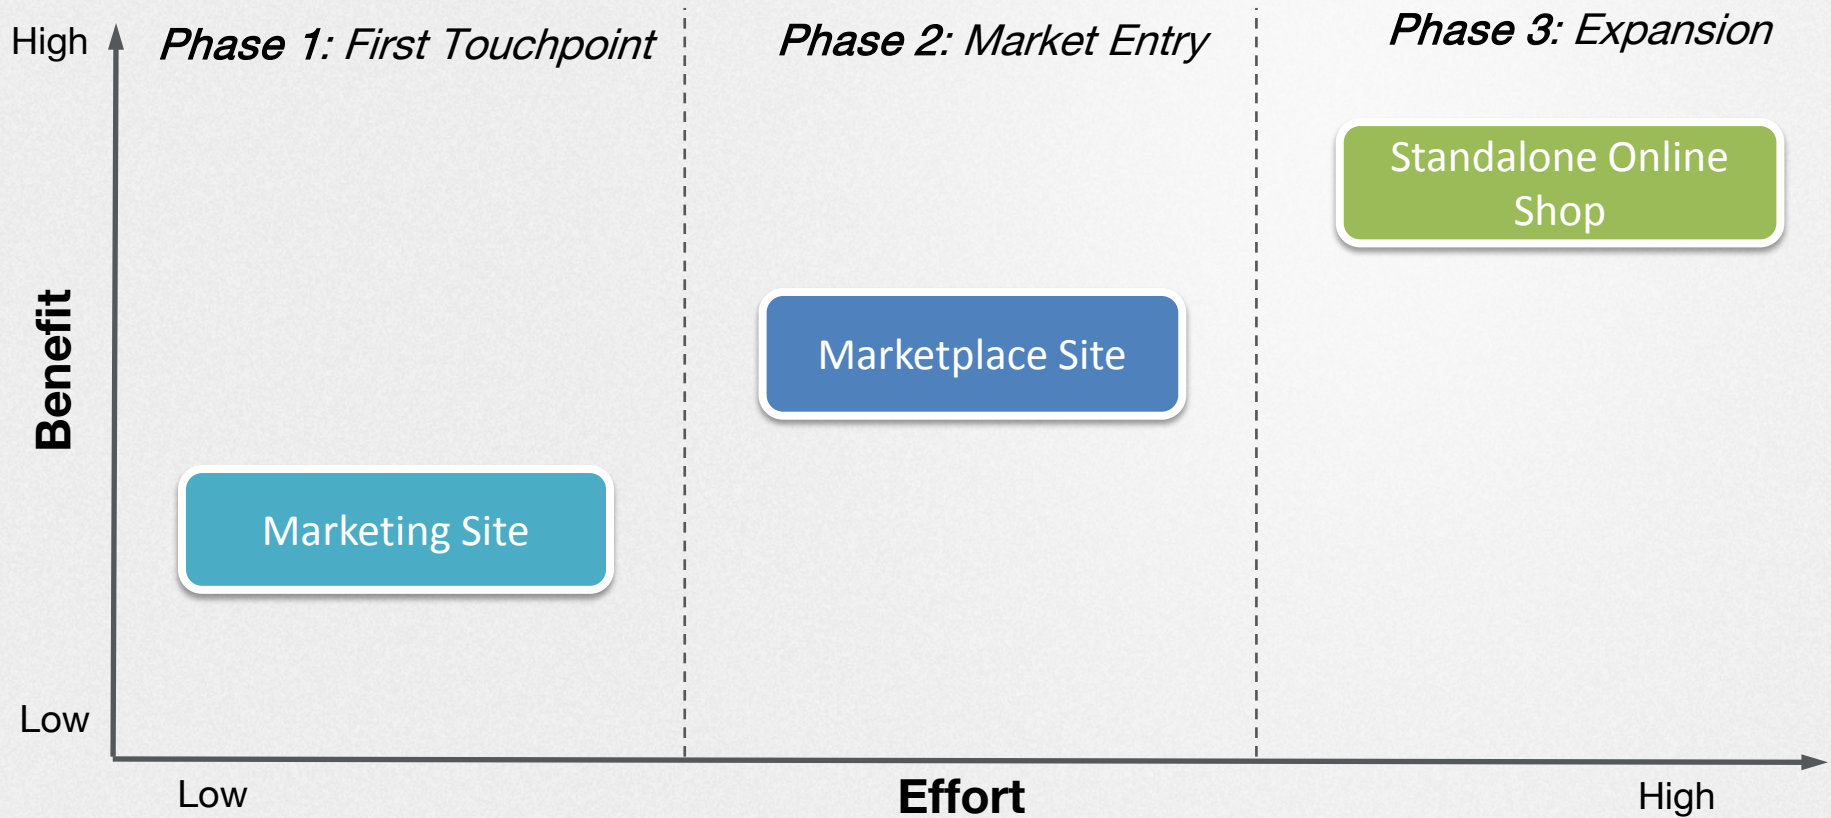 High
Phase 1: First Touchpoint
Phase 2: Market Entry
Phase 3: Expansion
Standalone Online
Shop
Benefit
Marketplace Site
Marketing Site
Low
Low
Effort
High